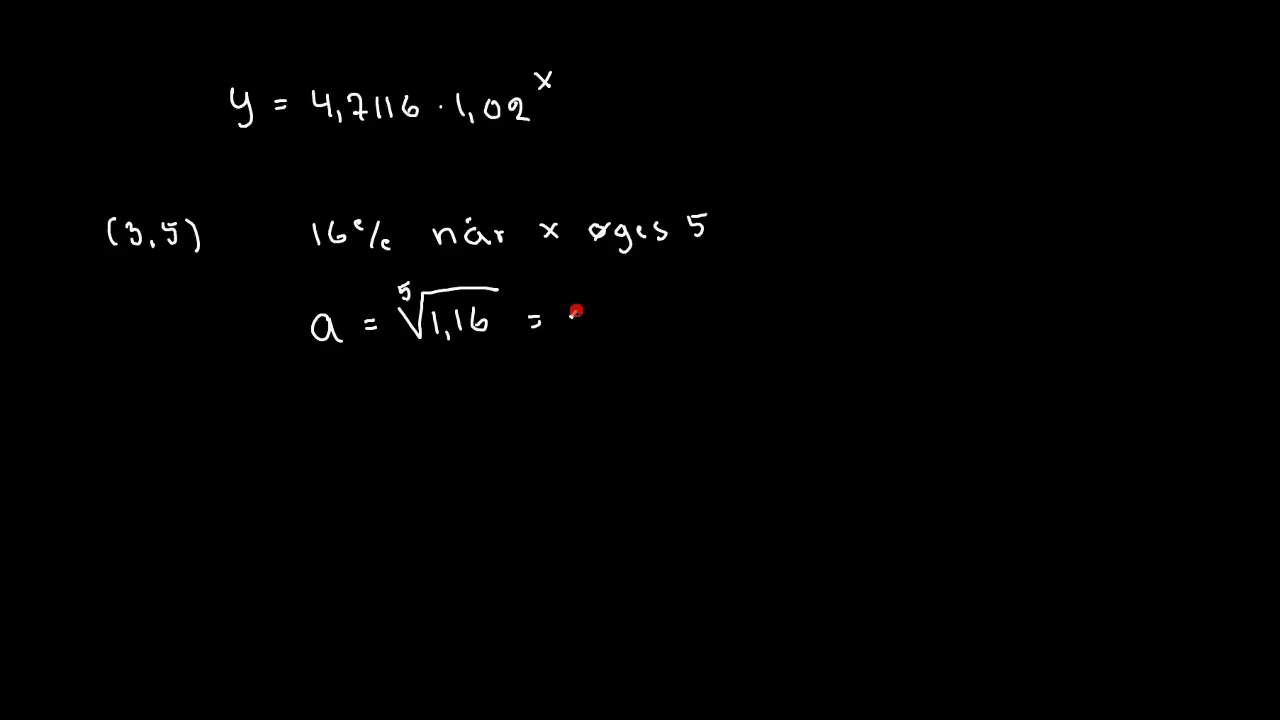 y = 4,7116 · 1,02^x
(3,5) 16% når x øges 5
a = ⁵√1,16 =